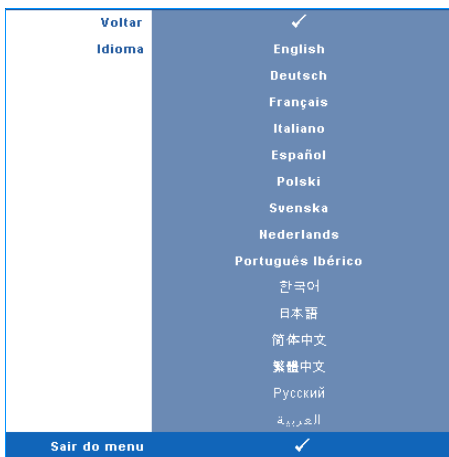 Voltar ✓
Idioma English
Deutsch
Français
Italiano
Español
Polski
Svenska
Nederlands
Português Ibérico
한국어
日本語
简体中文
繁體中文
Русский
العربية
Sair do menu ✓